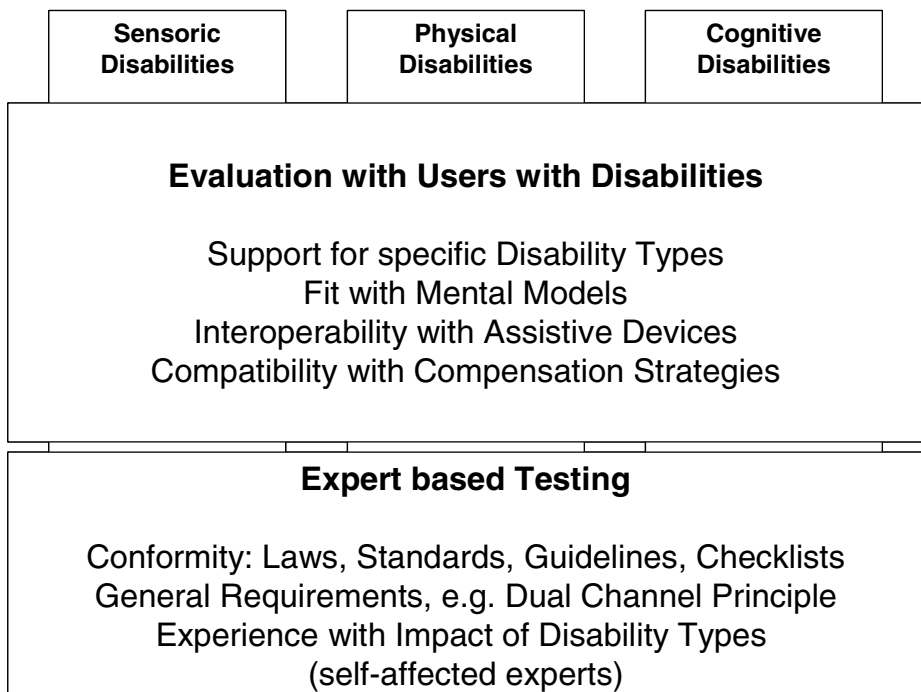 Sensoric
Disabilities
Physical
Disabilities
Cognitive
Disabilities
Evaluation with Users with Disabilities
Support for specific Disability Types
Fit with Mental Models
Interoperability with Assistive Devices
Compatibility with Compensation Strategies
Expert based Testing
Conformity: Laws, Standards, Guidelines, Checklists
General Requirements, e.g. Dual Channel Principle
Experience with Impact of Disability Types
(self-affected experts)